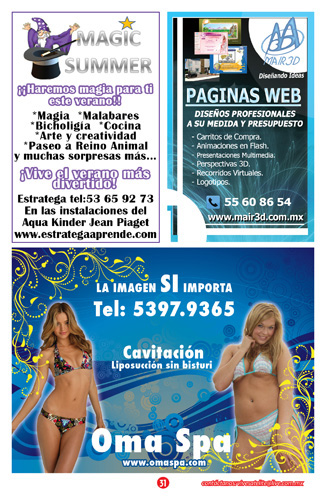 MAGIC
SUMMER
¡¡Haremos magia para ti
este verano!!
*Magia *Malabares
*Bichologia *Cocina
*Arte y creatividad
*Paseo a Reino Animal
y muchas sorpresas más...
¡Vive el verano más
divertido!
Estratega tel:53 65 92 73
En las instalaciones del
Aqua Kinder Jean Piaget
www.estrategaaprende.com
MAIR3D
Diseñando Ideas
PAGINAS WEB
DISEÑOS PROFESIONALES
A SU MEDIDA Y PRESUPUESTO
- Carritos de Compra.
- Animaciones en Flash.
- Presentaciones Multimedia.
- Perspectivas 3D.
- Recorridos Virtuales.
- Logotipos.
55 60 86 54
www.mair3d.com.mx
LA IMAGEN SI IMPORTA
Tel: 5397.9365
Cavitación
Liposucción sin bisturi
Oma Spa
www.omaspa.com
31